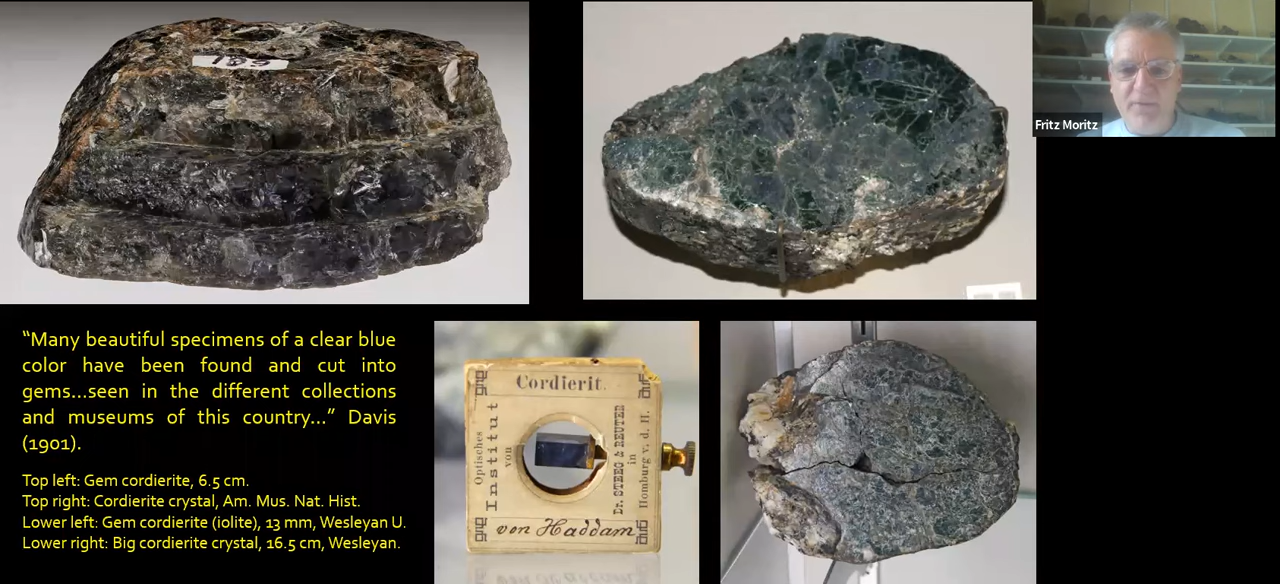 185
Fritz Moritz
“Many beautiful specimens of a clear blue
color have been found and cut into
gems...seen in the different collections
and museums of this country...” Davis
(1901).
Top left: Gem cordierite, 6.5 cm.
Top right: Cordierite crystal, Am. Mus. Nat. Hist.
Lower left: Gem cordierite (iolite), 13 mm, Wesleyan U.
Lower right: Big cordierite crystal, 16.5 cm, Wesleyan.
Cordierit.
Optisches
Institut
von
Dr. STEEG & REUTER
in
Homburg v. d. H.
von Haddam